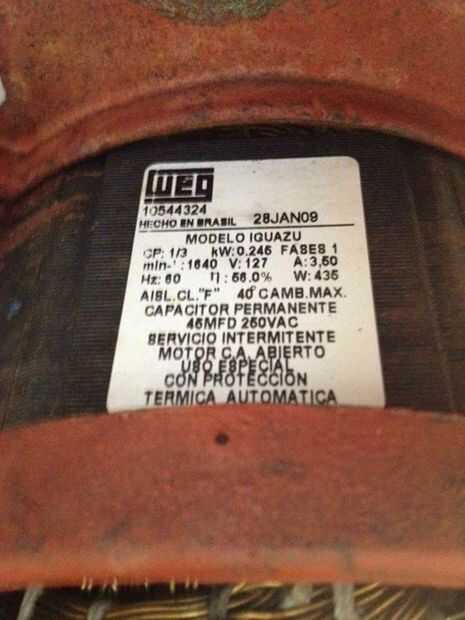 WEG
10544324
HECHO EN BRASIL 28JAN09
MODELO IGUAZU
CP: 1/3 kW:0.245 FASES 1
min-¹:1640 V: 127 A: 3,50
Hz: 60 η: 56.0% W: 435
AISL.CL."F" 40°CAMB.MAX.
CAPACITOR PERMANENTE
45MFD 250VAC
SERVICIO INTERMITENTE
MOTOR C.A. ABIERTO
USO ESPECIAL
CON PROTECCION
TERMICA AUTOMATICA